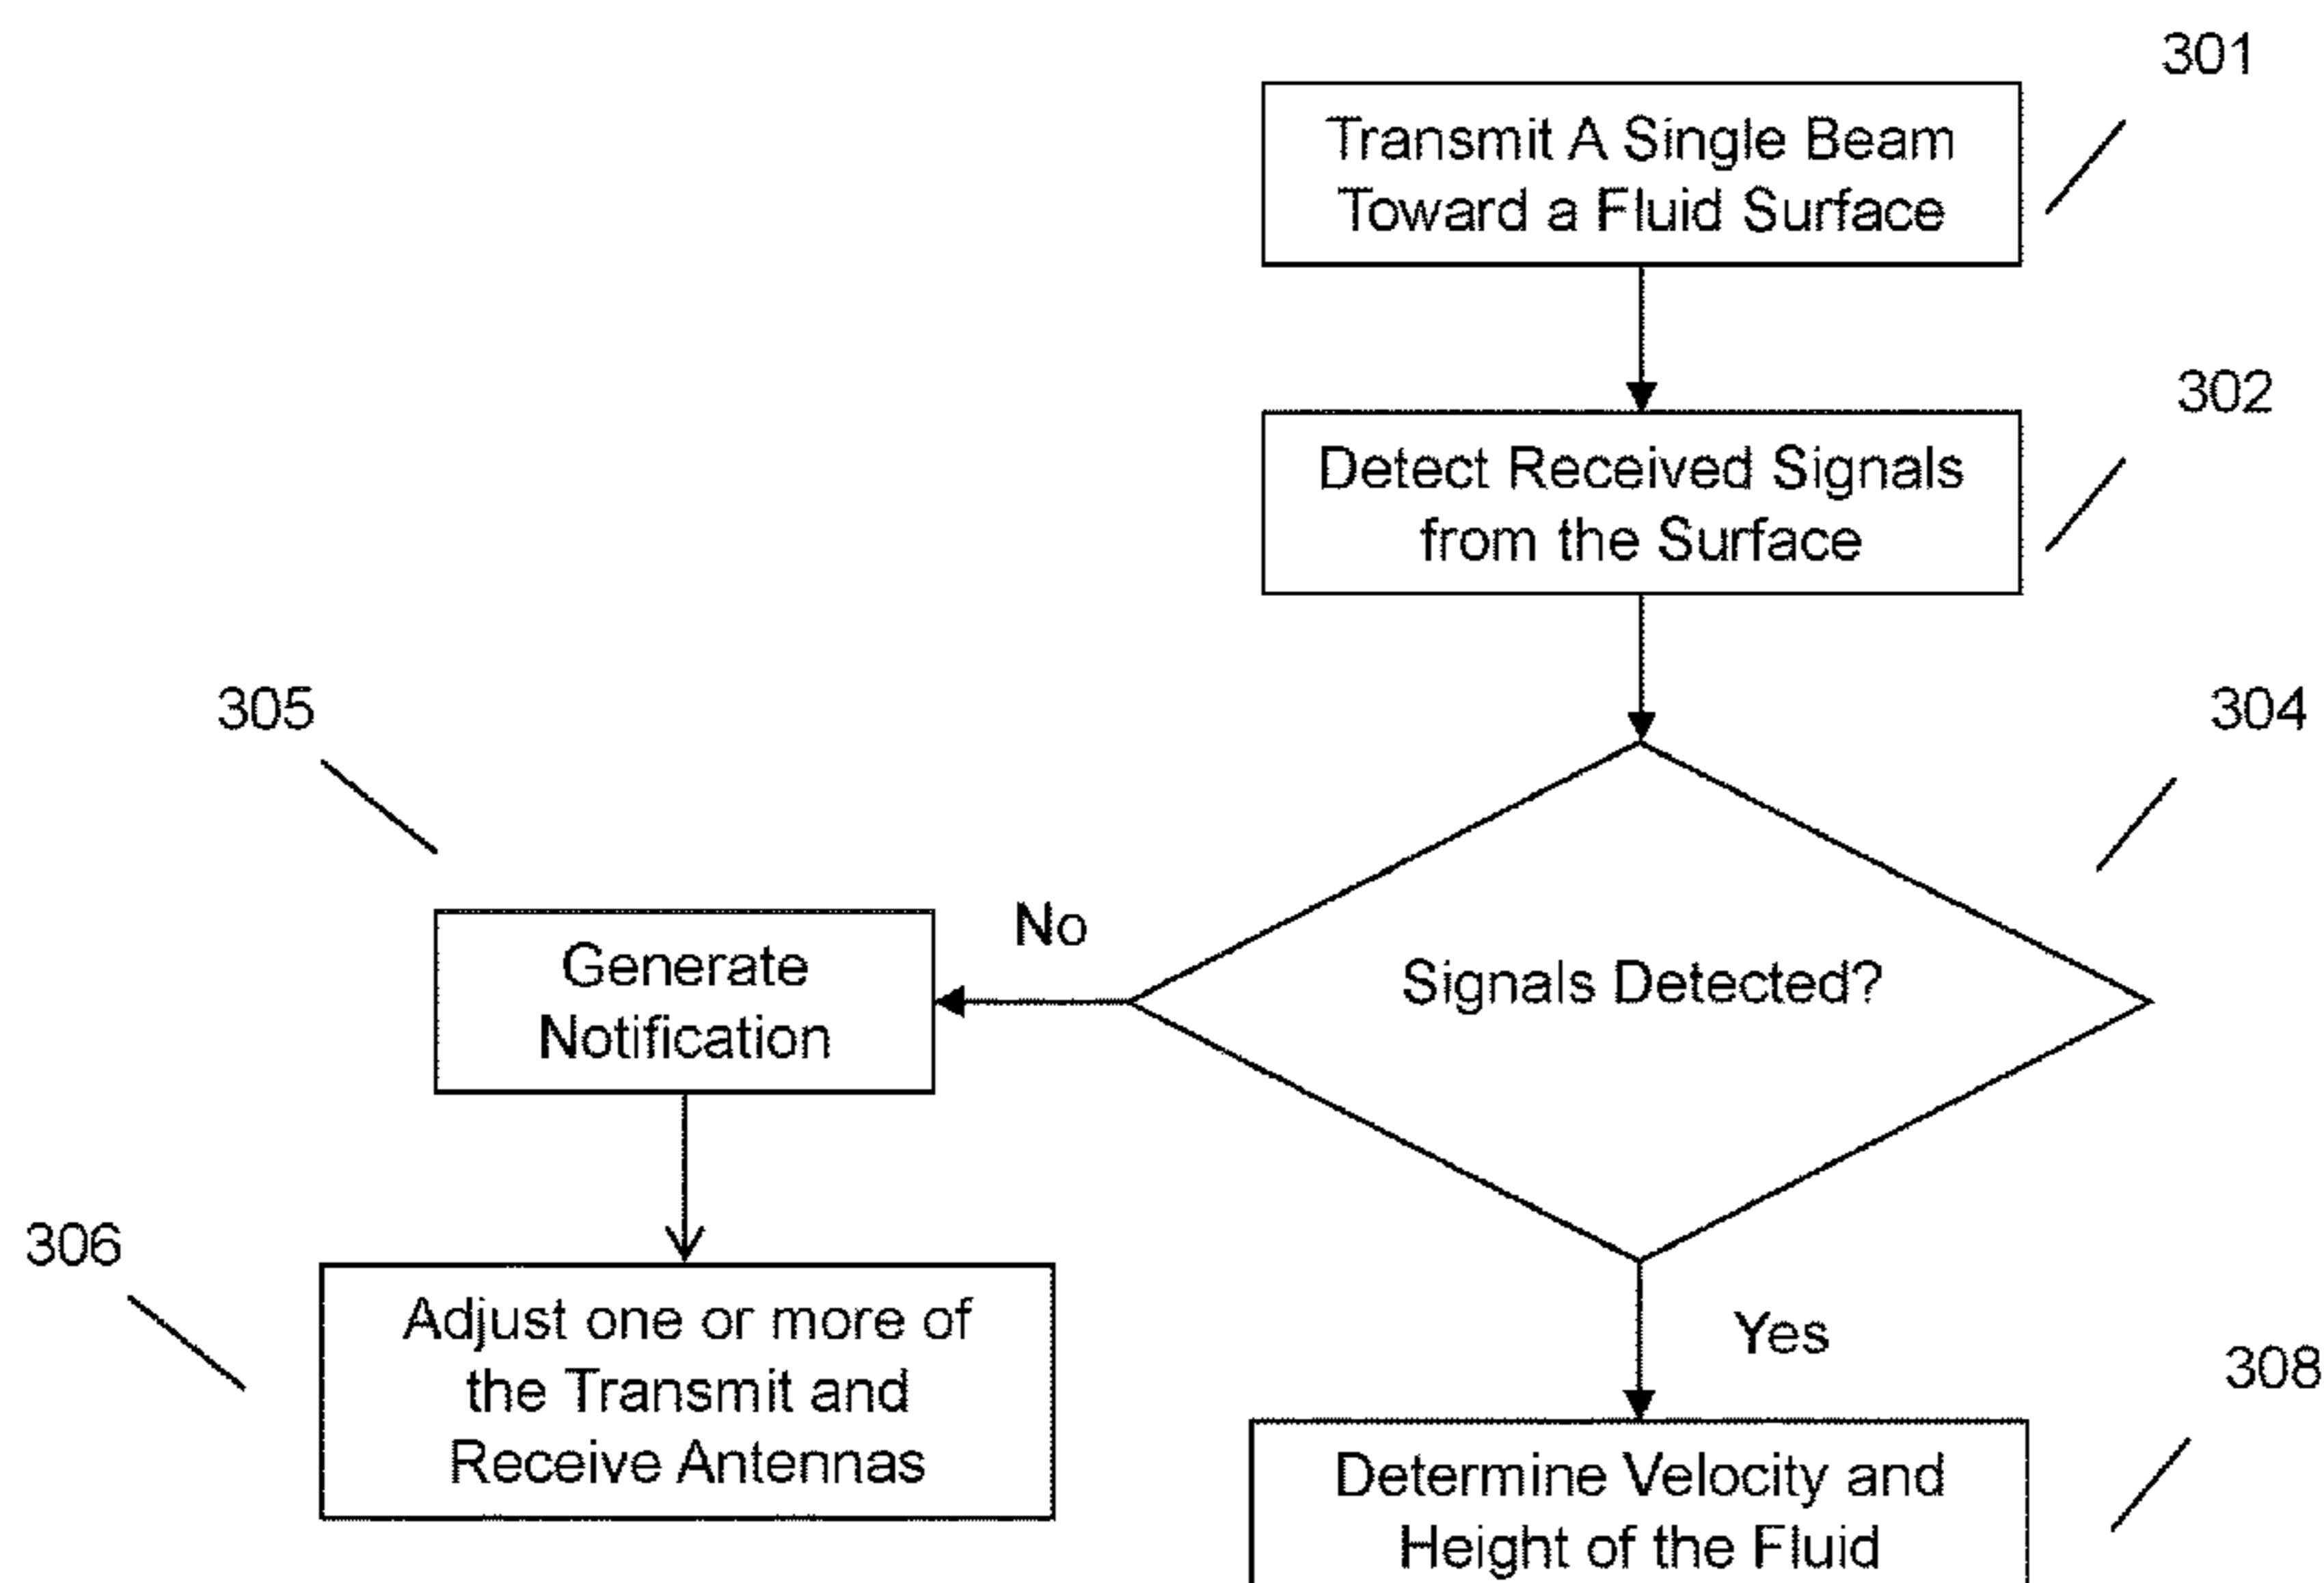 301
Transmit A Single Beam
Toward a Fluid Surface
302
Detect Received Signals
from the Surface
304
Signals Detected?
305
No
Generate
Notification
306
Adjust one or more of
the Transmit and
Receive Antennas
Yes
308
Determine Velocity and
Height of the Fluid